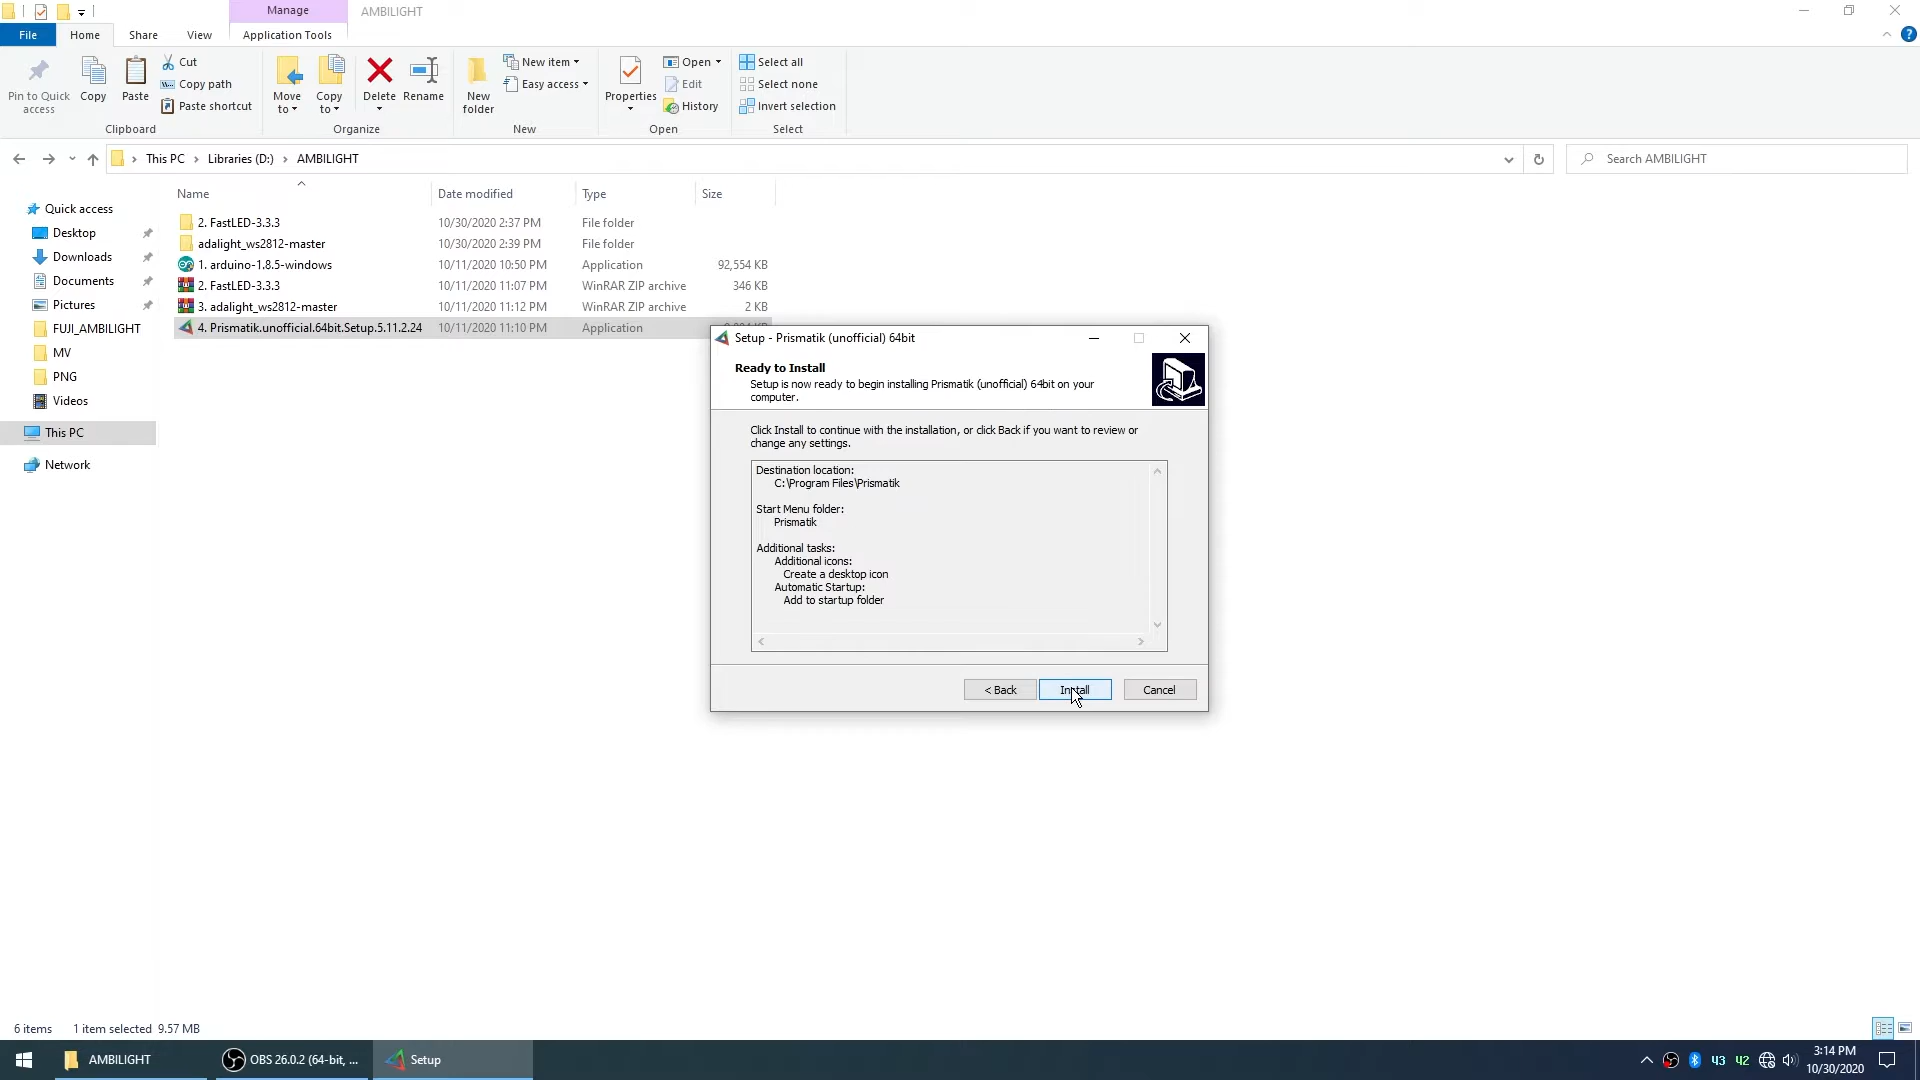 Manage
AMBILIGHT
File
Home
Share
View
Application Tools
Pin to Quick access
Copy
Paste
Cut
Copy path
Paste shortcut
Clipboard
Move to
Copy to
Delete
Rename
Organize
New folder
New item
Easy access
New
Properties
Open
Edit
History
Open
Select all
Select none
Invert selection
Select
This PC
Libraries (D:)
AMBILIGHT
Search AMBILIGHT
Name
Date modified
Type
Size
Quick access
Desktop
Downloads
Documents
Pictures
FUJI_AMBILIGHT
MV
PNG
Videos
This PC
Network
2. FastLED-3.3.3 10/30/2020 2:37 PM File folder
adalight_ws2812-master 10/30/2020 2:39 PM File folder
1. arduino-1.8.5-windows 10/11/2020 10:50 PM Application 92,554 KB
2. FastLED-3.3.3 10/11/2020 11:07 PM WinRAR ZIP archive 346 KB
3. adalight_ws2812-master 10/11/2020 11:12 PM WinRAR ZIP archive 2 KB
4. Prismatik.unofficial.64bit.Setup.5.11.2.24 10/11/2020 11:10 PM Application
Setup - Prismatik (unofficial) 64bit
Ready to Install
Setup is now ready to begin installing Prismatik (unofficial) 64bit on your
computer.
Click Install to continue with the installation, or click Back if you want to review or
change any settings.
Destination location:
C:\Program Files\Prismatik
Start Menu folder:
Prismatik
Additional tasks:
Additional icons:
Create a desktop icon
Automatic Startup:
Add to startup folder
< Back
Install
Cancel
6 items
1 item selected 9.57 MB
AMBILIGHT
OBS 26.0.2 (64-bit, ...
Setup
43
42
3:14 PM
10/30/2020